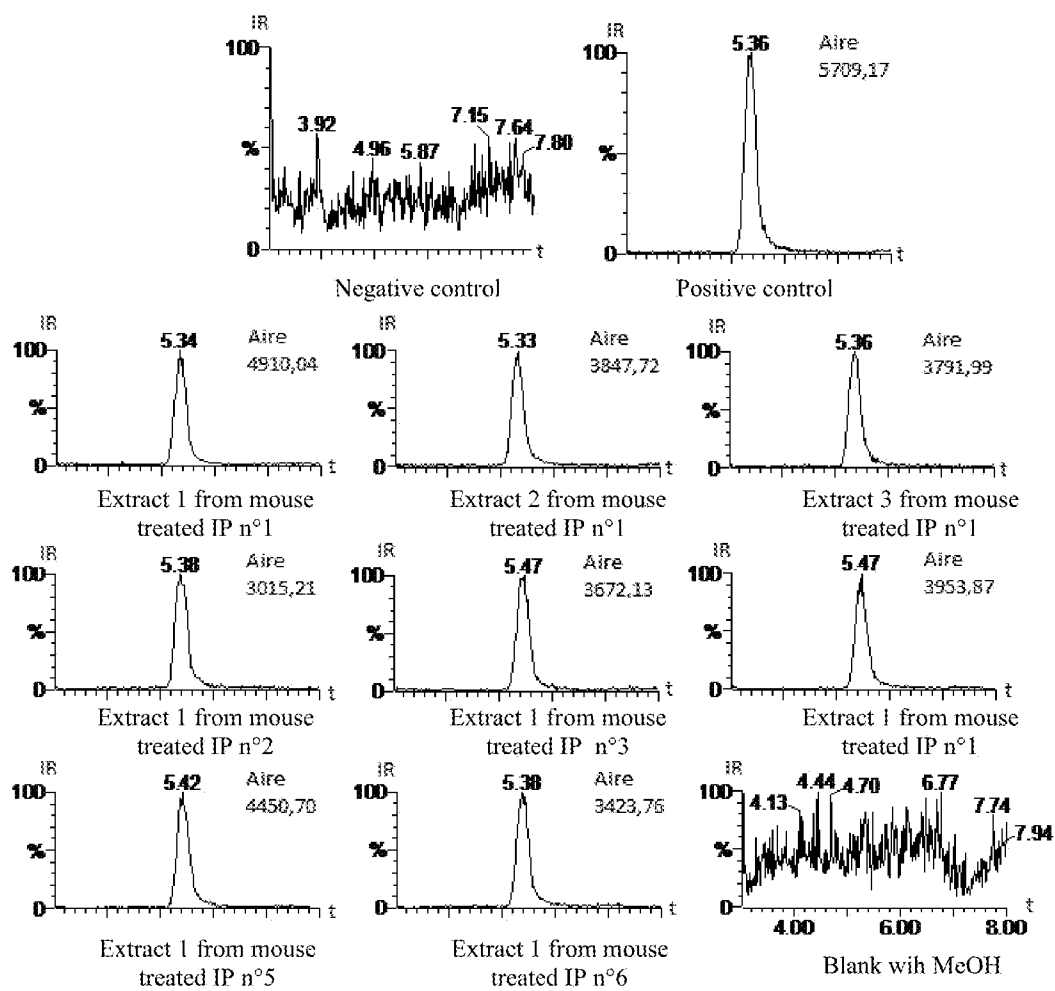 IR
100
%
0
3.92
4.96
5.87
7.15
7.64
7.80
t
Negative control
IR
100
%
0
5.36
Aire
5709,17
t
Positive control
IR
100
%
0
5.34
Aire
4910,04
t
Extract 1 from mouse
treated IP n°1
IR
100
%
0
5.33
Aire
3847,72
t
Extract 2 from mouse
treated IP n°1
IR
100
%
0
5.36
Aire
3791,99
t
Extract 3 from mouse
treated IP n°1
IR
100
%
0
5.38
Aire
3015,21
t
Extract 1 from mouse
treated IP n°2
IR
100
%
0
5.47
Aire
3672,13
t
Extract 1 from mouse
treated IP n°3
IR
100
%
0
5.47
Aire
3953,87
t
Extract 1 from mouse
treated IP n°1
IR
100
%
0
5.42
Aire
4450,70
t
Extract 1 from mouse
treated IP n°5
IR
100
%
0
5.38
Aire
3423,76
t
Extract 1 from mouse
treated IP n°6
IR
100
%
0
4.13
4.44
4.70
6.77
7.74
7.94
t
4.00 6.00 8.00
Blank wih MeOH